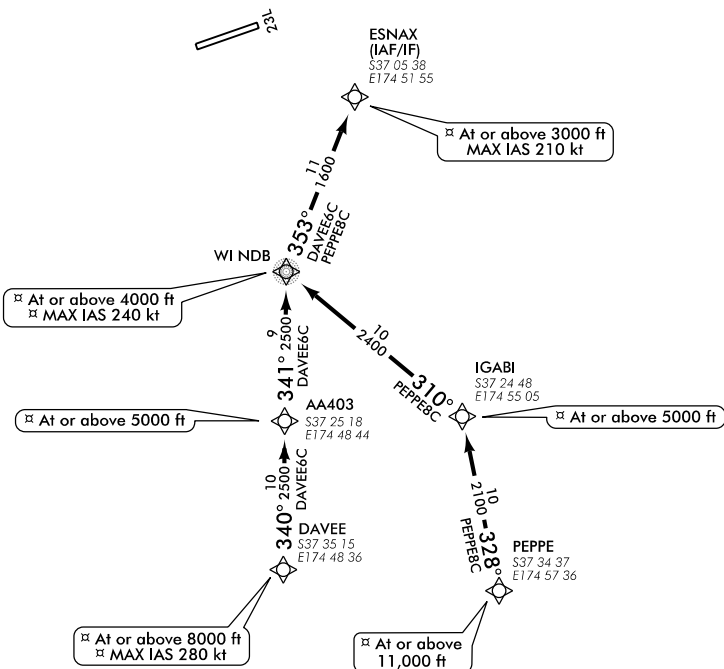 23L
ESNAX
(IAF/IF)
S37 05 38
E174 51 55
¤ At or above 3000 ft
MAX IAS 210 kt
11
1600
353°
DAVEE6C
PEPPE8C
WI NDB
¤ At or above 4000 ft
¤ MAX IAS 240 kt
9
2500
341°
DAVEE6C
10
2400
310°
PEPPE8C
IGABI
S37 24 48
E174 55 05
¤ At or above 5000 ft
AA403
S37 25 18
E174 48 44
¤ At or above 5000 ft
10
2500
340°
DAVEE6C
10
2100
328°
PEPPE8C
DAVEE
S37 35 15
E174 48 36
PEPPE
S37 34 37
E174 57 36
¤ At or above 8000 ft
¤ MAX IAS 280 kt
¤ At or above
11,000 ft